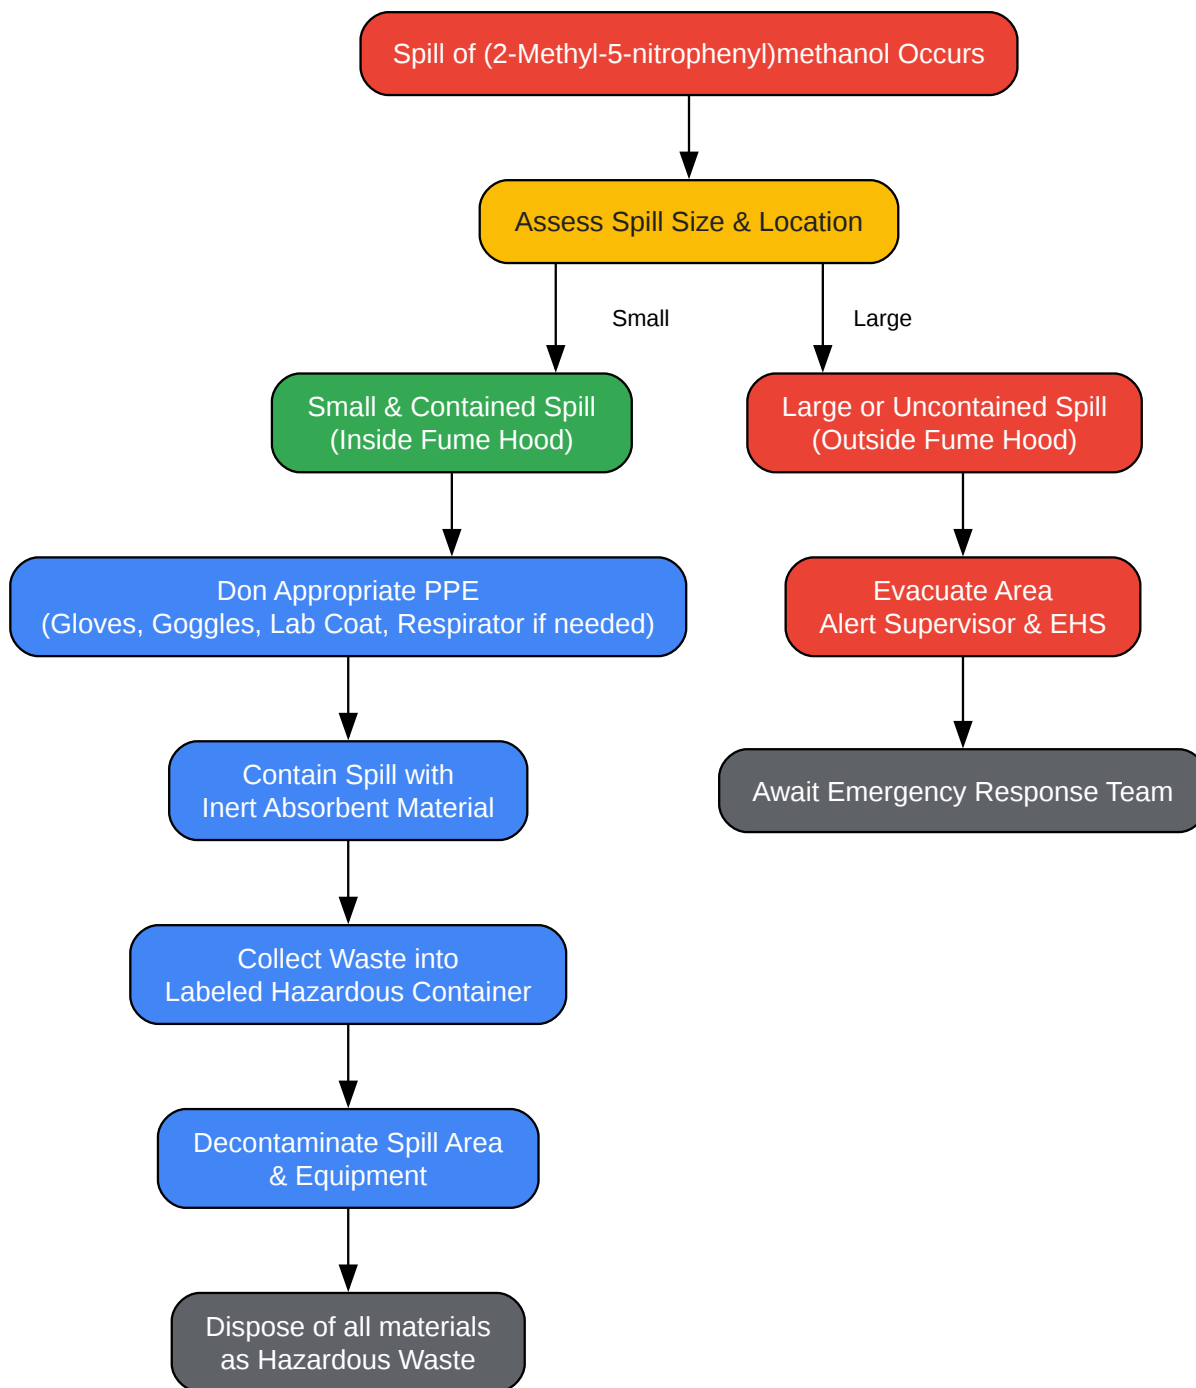 Spill of (2-Methyl-5-nitrophenyl)methanol Occurs
Assess Spill Size & Location
Small
Large
Small & Contained Spill
(Inside Fume Hood)
Large or Uncontained Spill
(Outside Fume Hood)
Don Appropriate PPE
(Gloves, Goggles, Lab Coat, Respirator if needed)
Evacuate Area
Alert Supervisor & EHS
Contain Spill with
Inert Absorbent Material
Await Emergency Response Team
Collect Waste into
Labeled Hazardous Container
Decontaminate Spill Area
& Equipment
Dispose of all materials
as Hazardous Waste